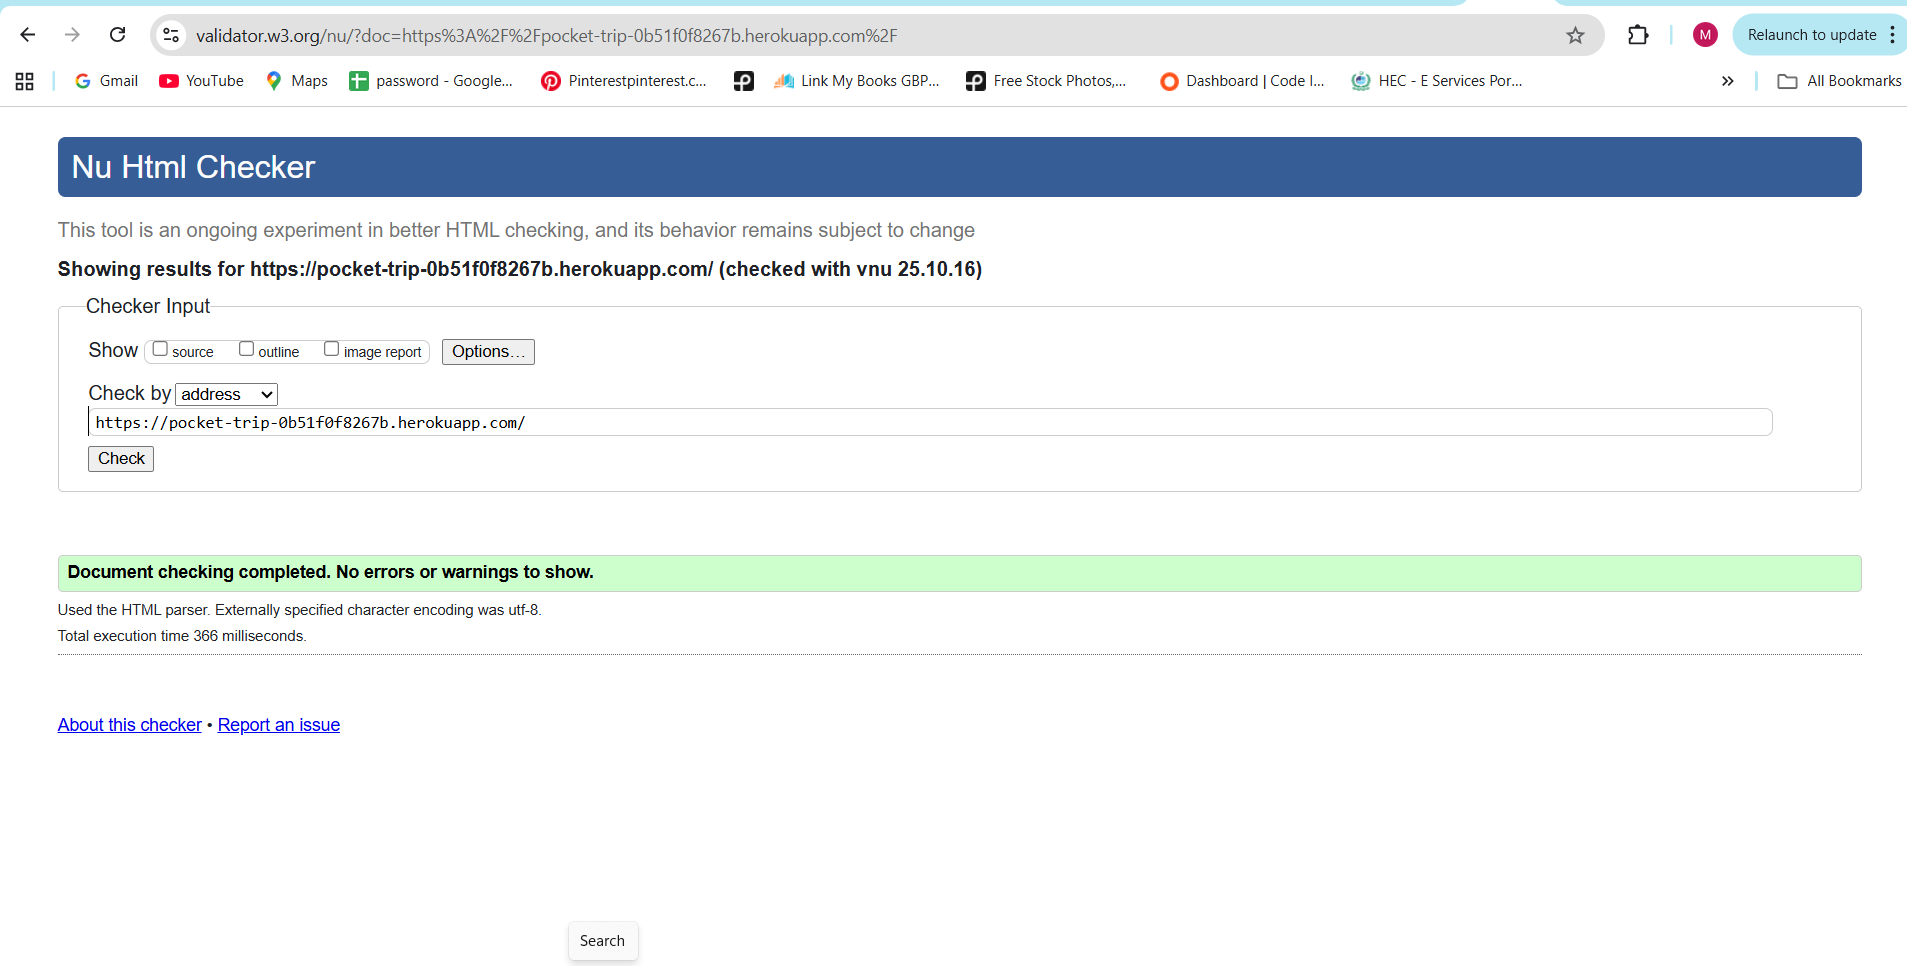 validator.w3.org/nu/?doc=https%3A%2F%2Fpocket-trip-0b51f0f8267b.herokuapp.com%2F
M
Relaunch to update
Gmail
YouTube
Maps
password - Google...
Pinterestpinterest.c...
Link My Books GBP...
Free Stock Photos,...
Dashboard | Code I...
HEC - E Services Por...
All Bookmarks
Nu Html Checker
This tool is an ongoing experiment in better HTML checking, and its behavior remains subject to change
Showing results for https://pocket-trip-0b51f0f8267b.herokuapp.com/ (checked with vnu 25.10.16)
Checker Input
Show source outline image report Options...
Check by address
https://pocket-trip-0b51f0f8267b.herokuapp.com/
Check
Document checking completed. No errors or warnings to show.
Used the HTML parser. Externally specified character encoding was utf-8.
Total execution time 366 milliseconds.
About this checker • Report an issue
Search